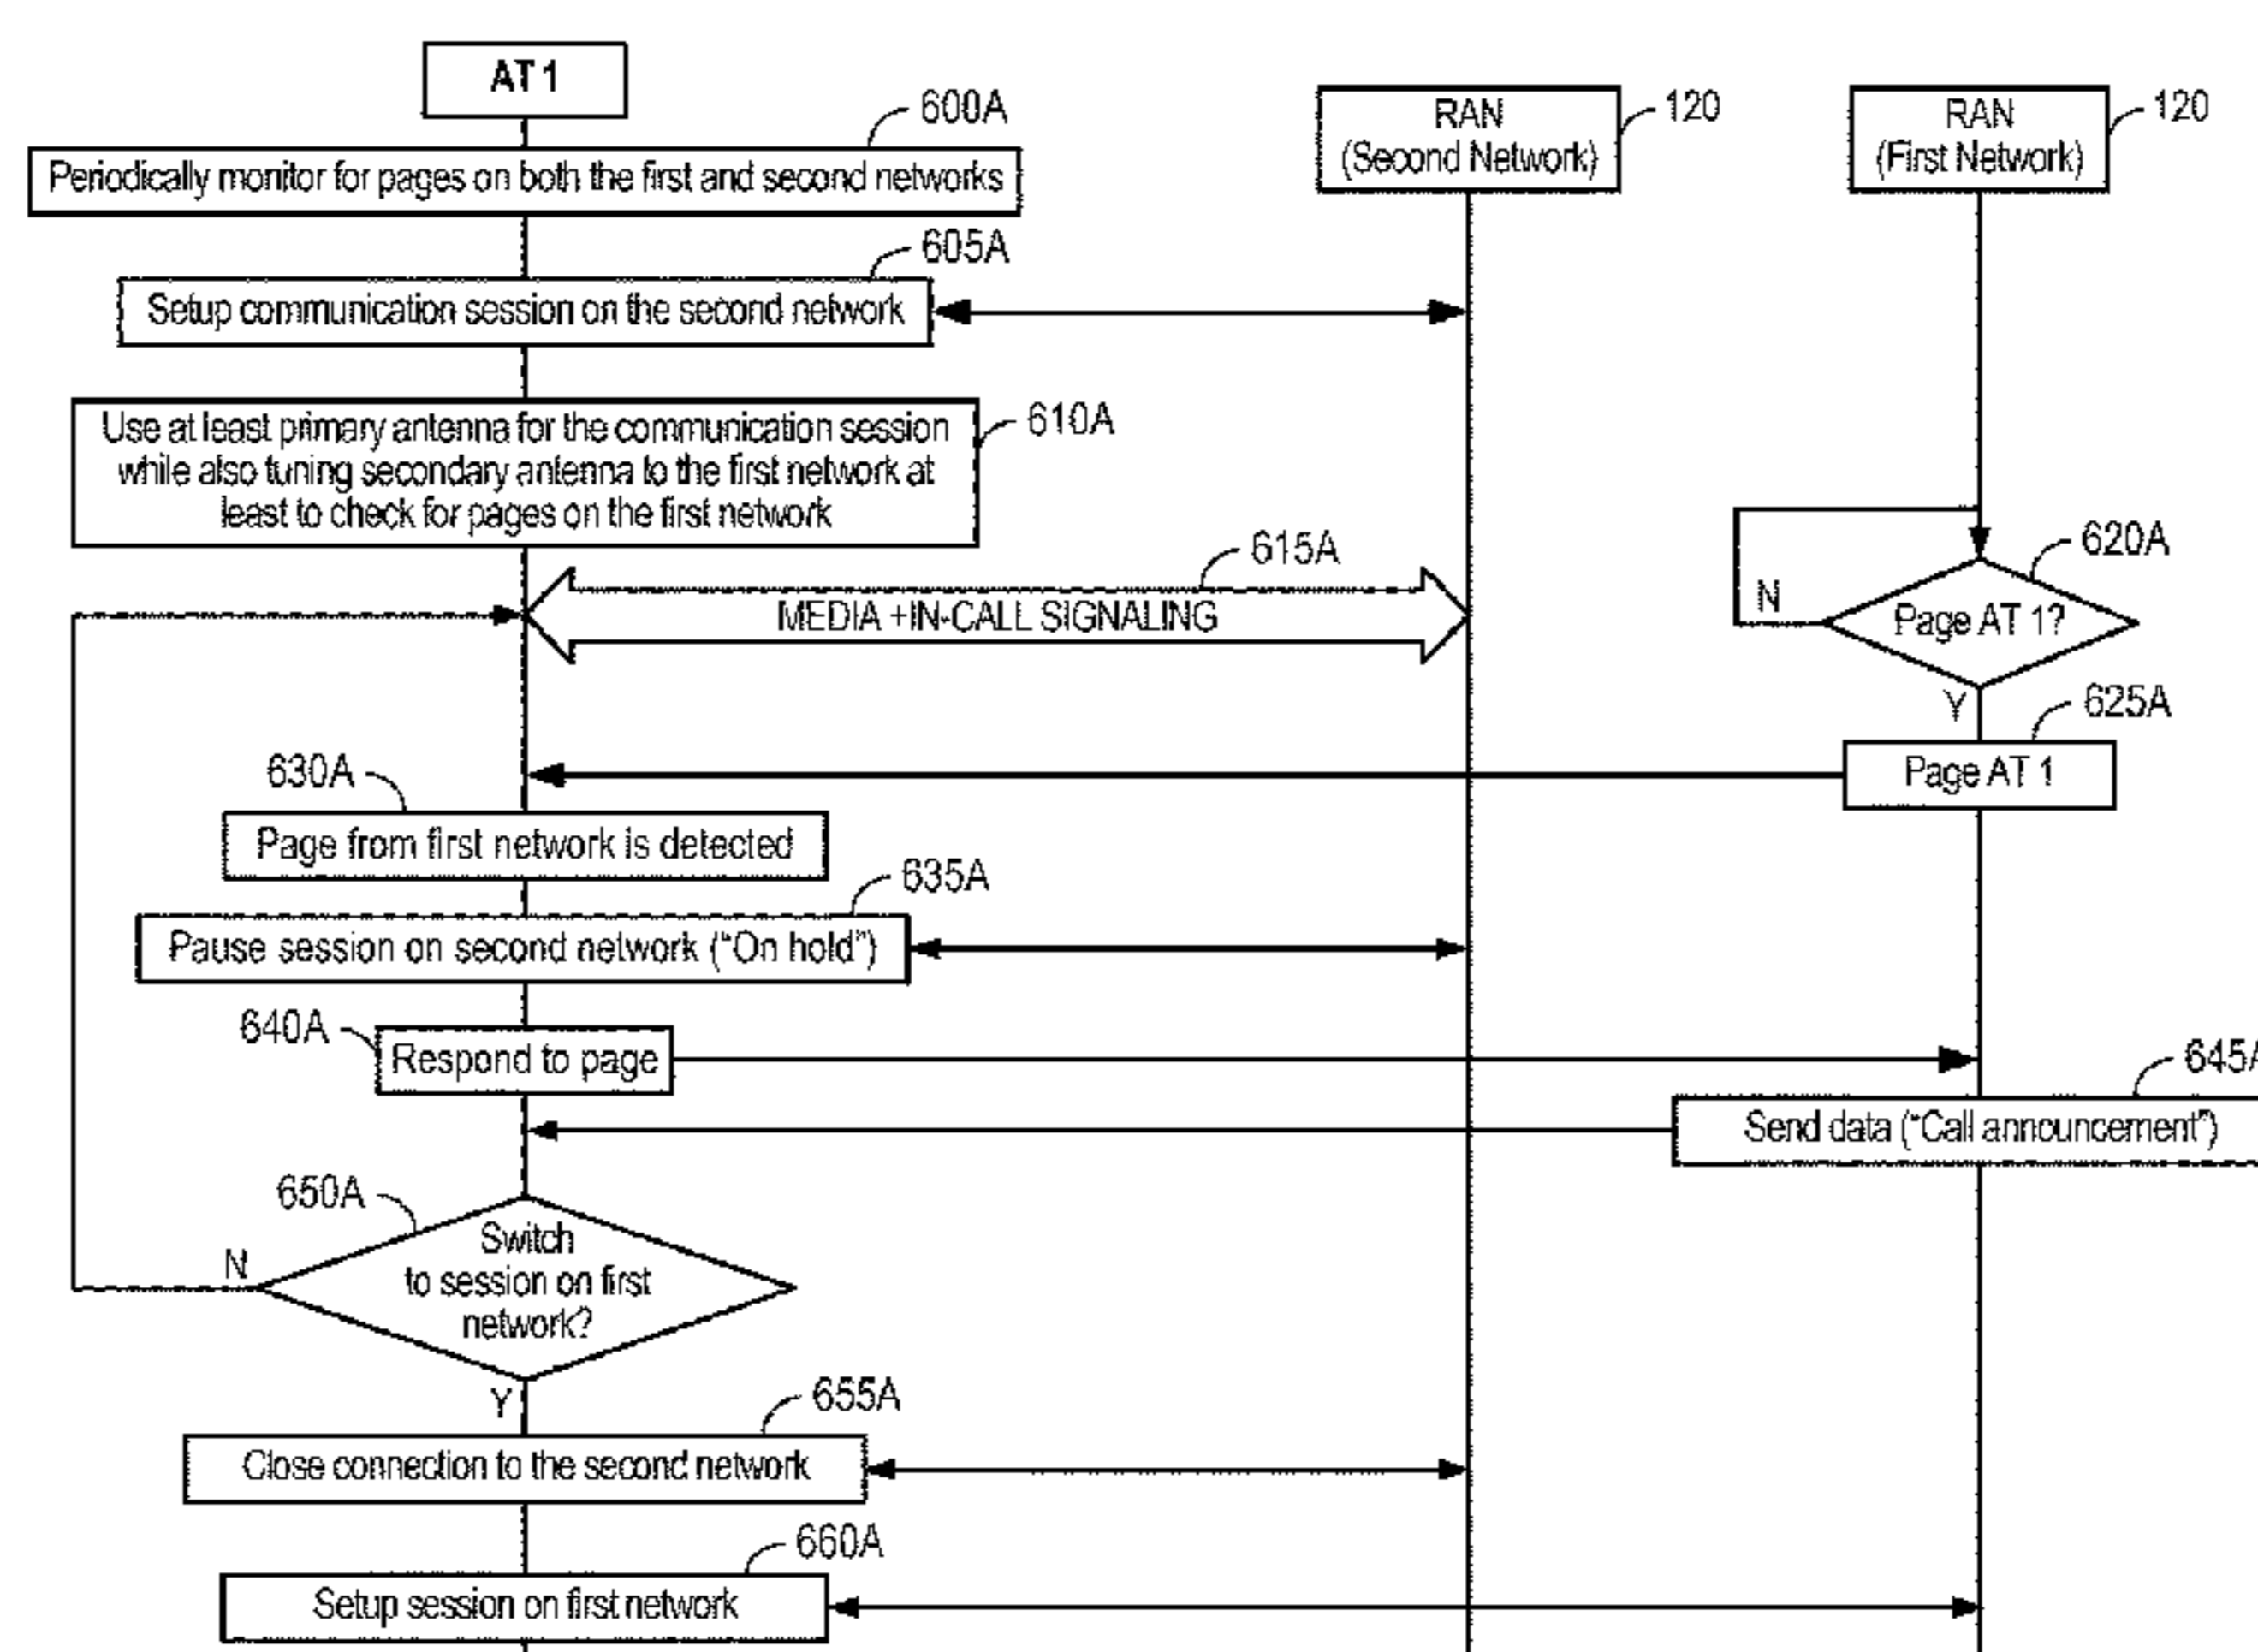 AT 1
600A
RAN
(Second Network)
120
RAN
(First Network)
120
Periodically monitor for pages on both the first and second networks
605A
Setup communication session on the second network
610A
Use at least primary antenna for the communication session
while also tuning secondary antenna to the first network at
least to check for pages on the first network
615A
MEDIA +IN-CALL SIGNALING
620A
N
Page AT 1?
Y
625A
Page AT 1
630A
Page from first network is detected
635A
Pause session on second network ("On hold")
640A
Respond to page
645A
Send data ("Call announcement")
650A
Switch
to session on first
network?
N
Y
655A
Close connection to the second network
660A
Setup session on first network